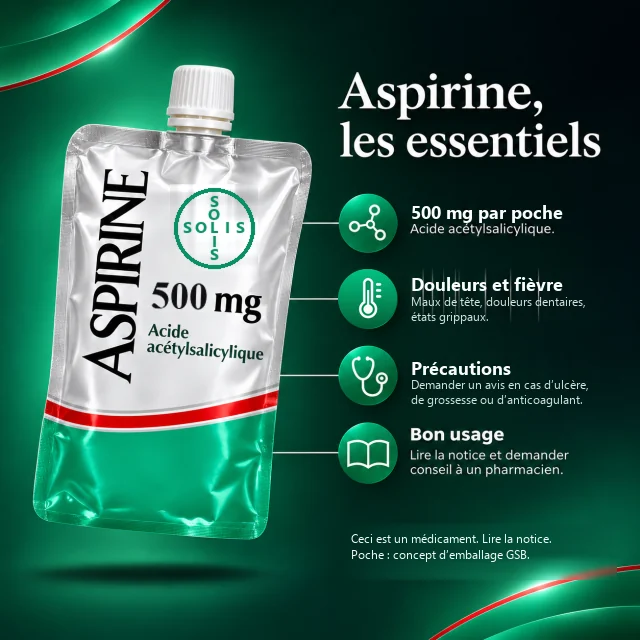 Aspirine,
les essentiels
ASPIRINE
SOLIS
SOLIS
500 mg
Acide
acétylsalicylique
500 mg par poche
Acide acétylsalicylique.
Douleurs et fièvre
Maux de tête, douleurs dentaires,
états grippaux.
Précautions
Demander un avis en cas d'ulcère,
de grossesse ou d'anticoagulant.
Bon usage
Lire la notice et demander
conseil à un pharmacien.
Ceci est un médicament. Lire la notice.
Poche : concept d'emballage GSB.